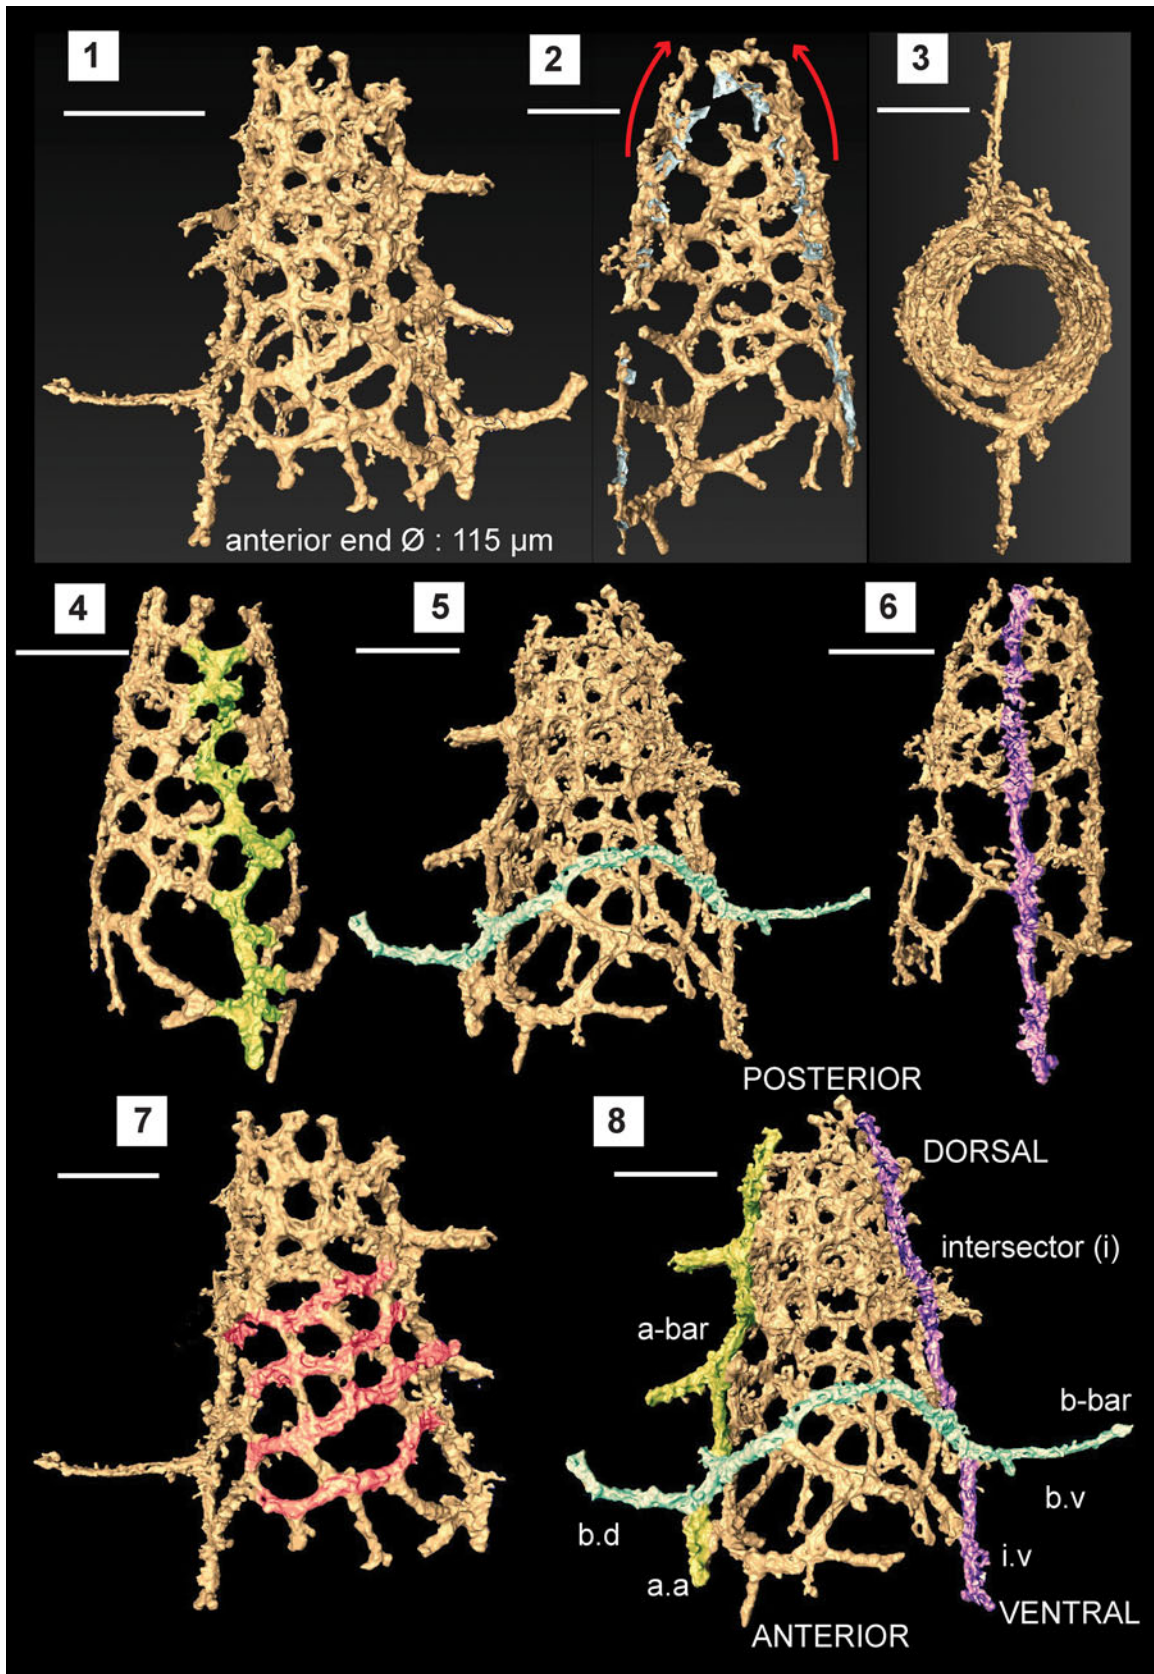 1
2
3
anterior end Ø : 115 µm
4
5
6
POSTERIOR
7
8
DORSAL
intersector (i)
a-bar
b-bar
b.v
b.d
i.v
a.a
VENTRAL
ANTERIOR